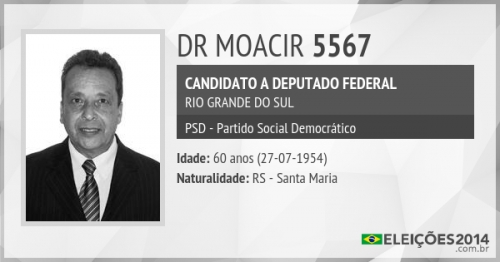 DR MOACIR 5567
CANDIDATO A DEPUTADO FEDERAL
RIO GRANDE DO SUL
PSD - Partido Social Democrático
Idade: 60 anos (27-07-1954)
Naturalidade: RS - Santa Maria
ELEIÇÕES2014
.com.br